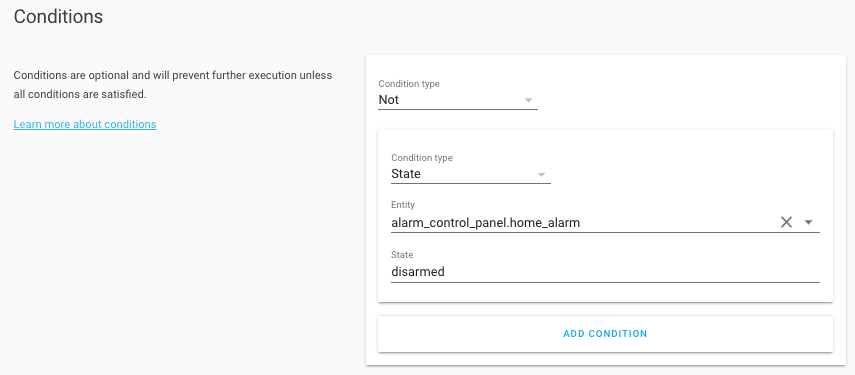 Conditions
Conditions are optional and will prevent further execution unless
all conditions are satisfied.
Learn more about conditions
Condition type
Not
Condition type
State
Entity
alarm_control_panel.home_alarm
State
disarmed
ADD CONDITION